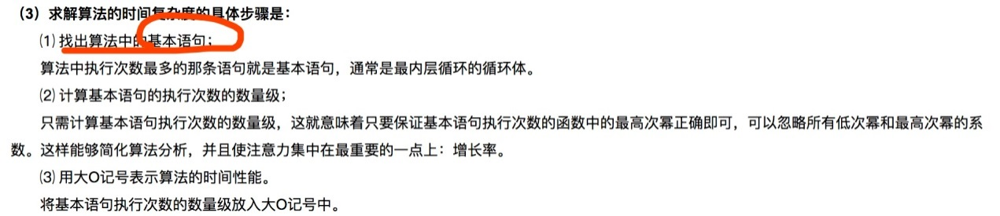 （3）求解算法的时间复杂度的具体步骤是：
⑴ 找出算法中的基本语句；
算法中执行次数最多的那条语句就是基本语句，通常是最内层循环的循环体。
⑵ 计算基本语句的执行次数的数量级；
只需计算基本语句执行次数的数量级，这就意味着只要保证基本语句执行次数的函数中的最高次幂正确即可，可以忽略所有低次幂和最高次幂的系
数。这样能够简化算法分析，并且使注意力集中在最重要的一点上：增长率。
⑶ 用大O记号表示算法的时间性能。
将基本语句执行次数的数量级放入大O记号中。